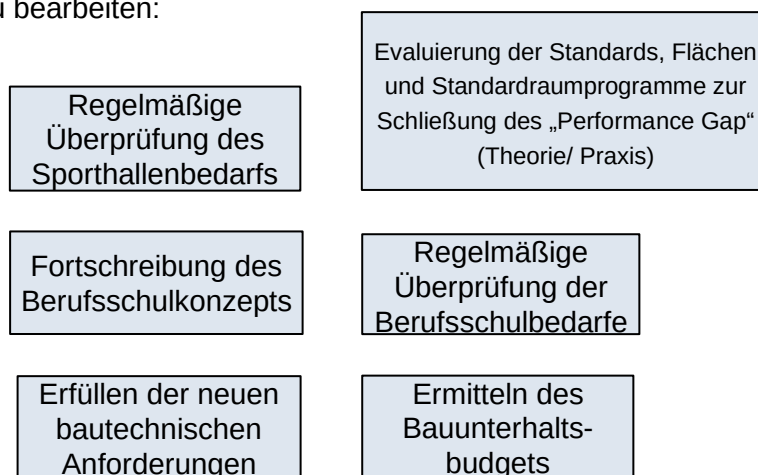 bearbeiten:
Regelmäßige
Überprüfung des
Sporthallenbedarfs
Evaluierung der Standards, Flächen
und Standardraumprogramme zur
Schließung des „Performance Gap“
(Theorie/ Praxis)
Fortschreibung des
Berufsschulkonzepts
Regelmäßige
Überprüfung der
Berufsschulbedarfe
Erfüllen der neuen
bautechnischen
Anforderungen
Ermitteln des
Bauunterhalts-
budgets